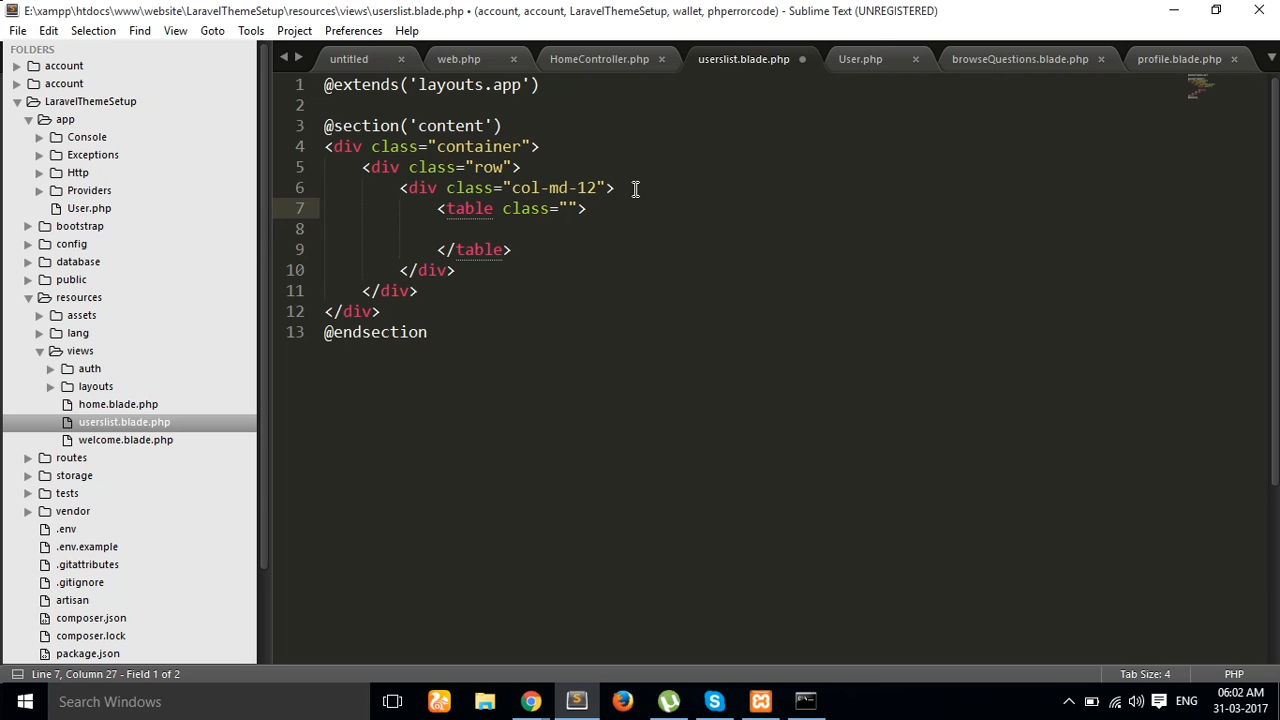 E:\xampp\htdocs\www\website\LaravelThemeSetup\resources\views\userslist.blade.php • (account, account, LaravelThemeSetup, wallet, phperrorcode) - Sublime Text (UNREGISTERED)
File Edit Selection Find View Goto Tools Project Preferences Help
FOLDERS
account
account
LaravelThemeSetup
app
Console
Exceptions
Http
Providers
User.php
bootstrap
config
database
public
resources
assets
lang
views
auth
layouts
home.blade.php
userslist.blade.php
welcome.blade.php
routes
storage
tests
vendor
.env
.env.example
.gitattributes
.gitignore
artisan
composer.json
composer.lock
package.json
untitled web.php HomeController.php userslist.blade.php User.php browseQuestions.blade.php profile.blade.php
1 @extends('layouts.app')
2
3 @section('content')
4 <div class="container">
5 <div class="row">
6 <div class="col-md-12">
7 <table class="">
8
9 </table>
10 </div>
11 </div>
12 </div>
13 @endsection
Line 7, Column 27 - Field 1 of 2 Tab Size: 4 PHP
Search Windows
ENG
06:02 AM
31-03-2017